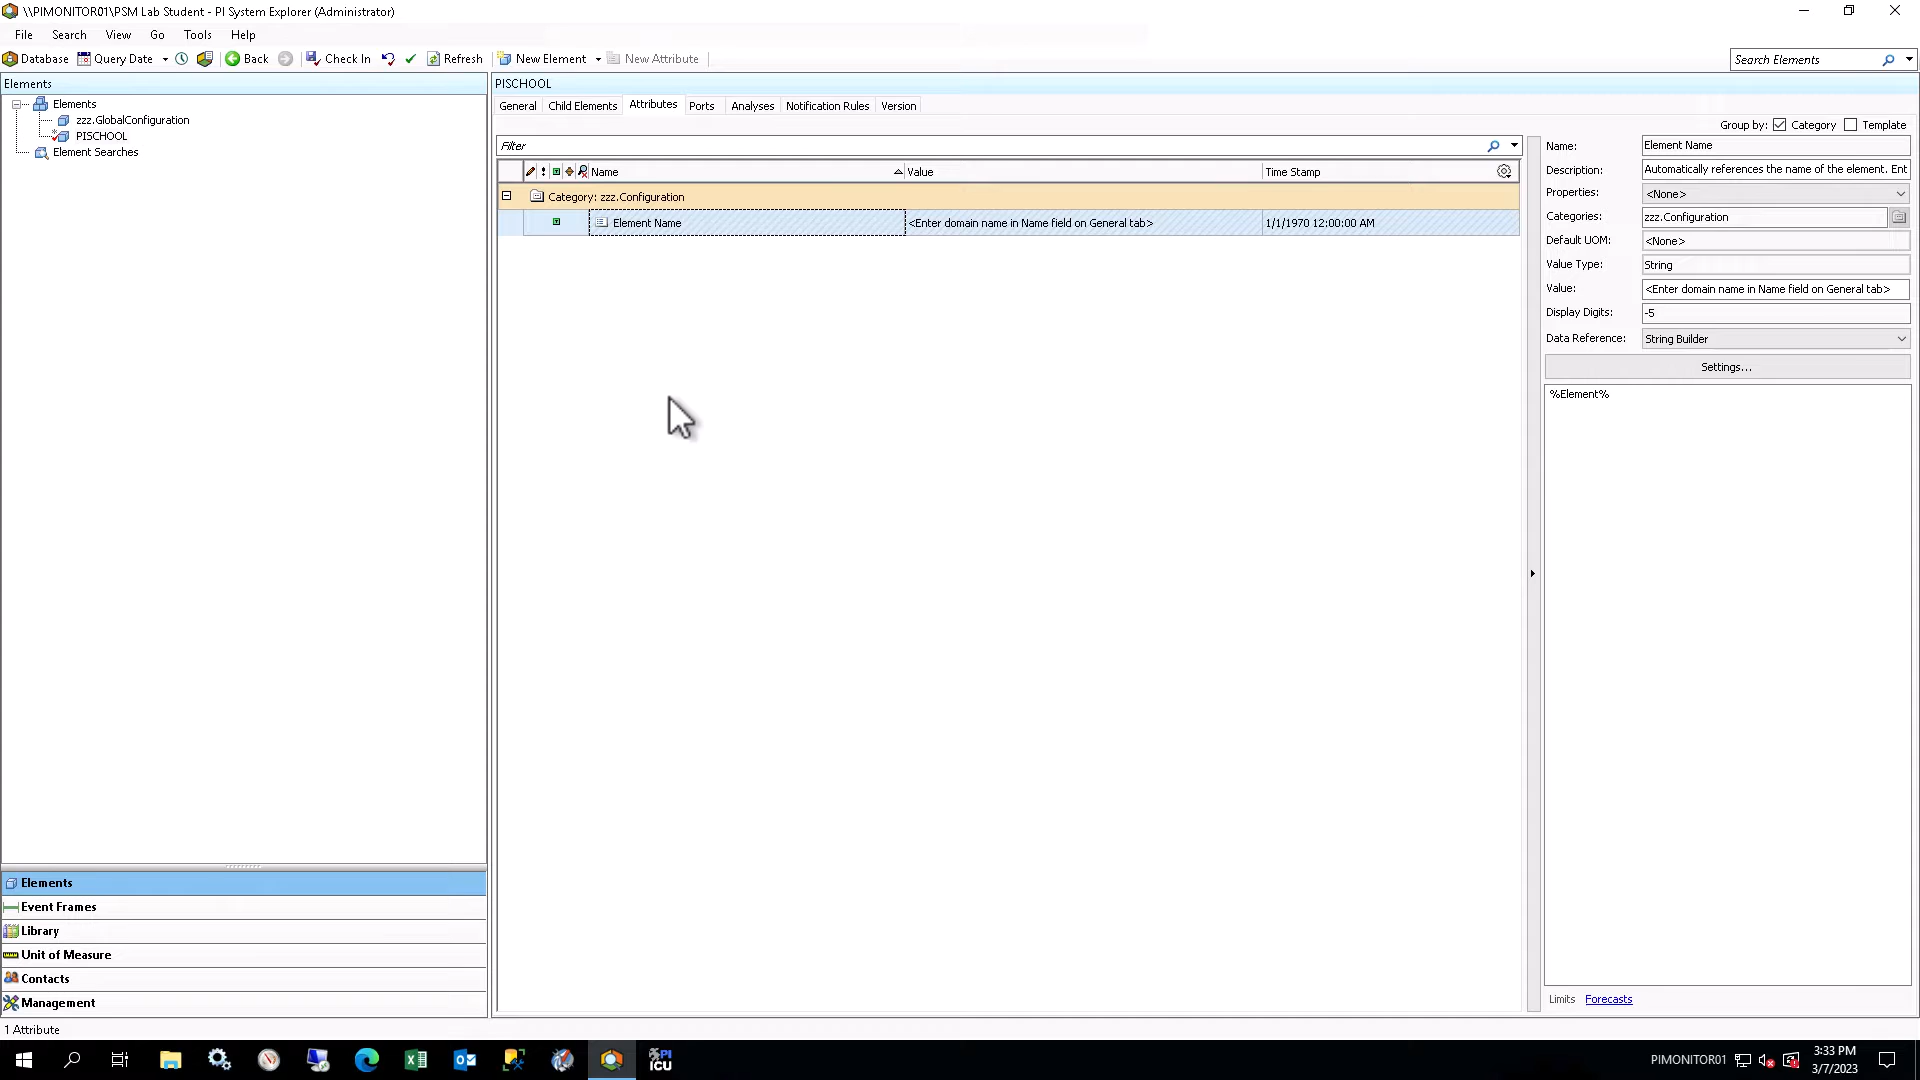 \\PIMONITOR01\PSM Lab Student - PI System Explorer (Administrator)
File Search View Go Tools Help
Database Query Date Back Check In Refresh New Element New Attribute
Search Elements
Elements
Elements
zzz.GlobalConfiguration
PISCHOOL
Element Searches
PISCHOOL
General Child Elements Attributes Ports Analyses Notification Rules Version
Group by: Category Template
Filter
Name Value Time Stamp
Category: zzz.Configuration
Element Name <Enter domain name in Name field on General tab> 1/1/1970 12:00:00 AM
Name: Element Name
Description: Automatically references the name of the element. Ent
Properties: <None>
Categories: zzz.Configuration
Default UOM: <None>
Value Type: String
Value: <Enter domain name in Name field on General tab>
Display Digits: -5
Data Reference: String Builder
Settings...
%Element%
Limits Forecasts
Elements
Event Frames
Library
Unit of Measure
Contacts
Management
1 Attribute
PI
ICU
PIMONITOR01
3:33 PM
3/7/2023